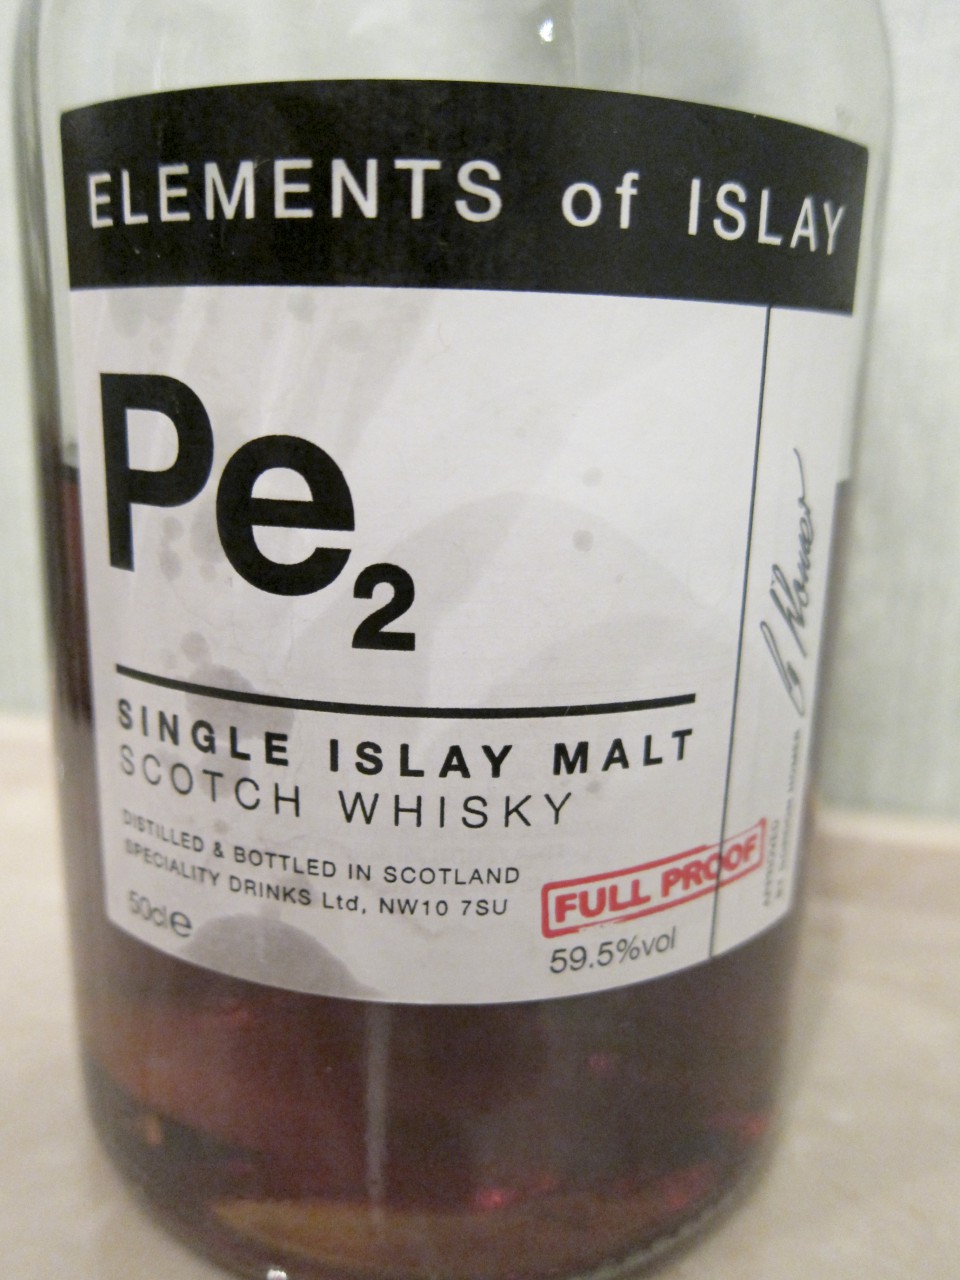 ELEMENTS of ISLAY
Pe2
SINGLE ISLAY MALT
SCOTCH WHISKY
DISTILLED & BOTTLED IN SCOTLAND
SPECIALITY DRINKS Ltd, NW10 7SU
50cl e
FULL PROOF
59.5%vol
APPROVED